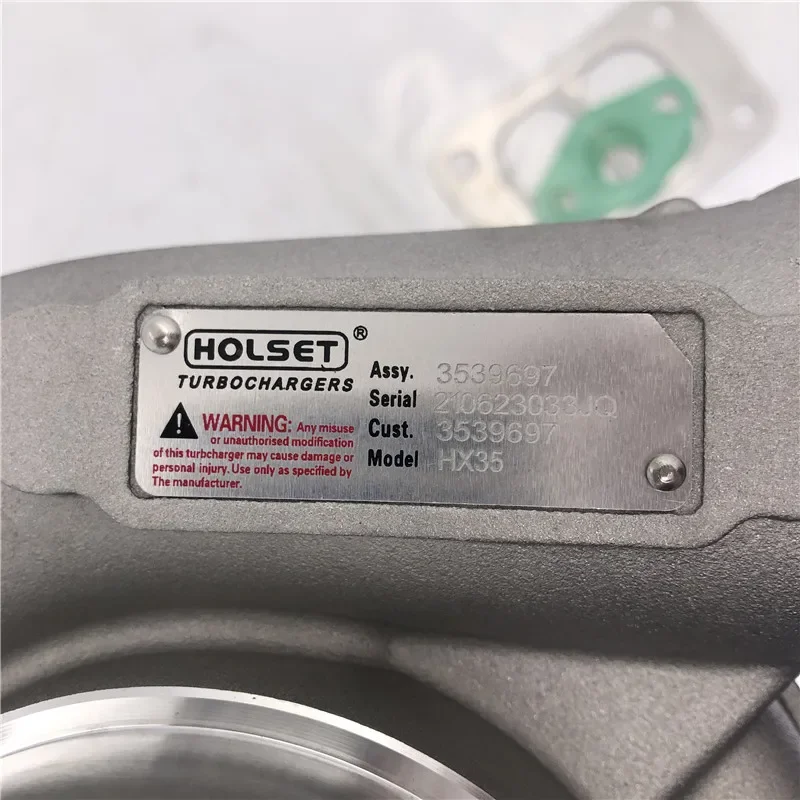 HOLSET ®
TURBOCHARGERS
WARNING: Any misuse
or unauthorised modification
of this turbocharger may cause damage or
personal injury. Use only as specified by
The manufacturer.
Assy. 3539697
Serial 210623033JQ
Cust. 3539697
Model HX35